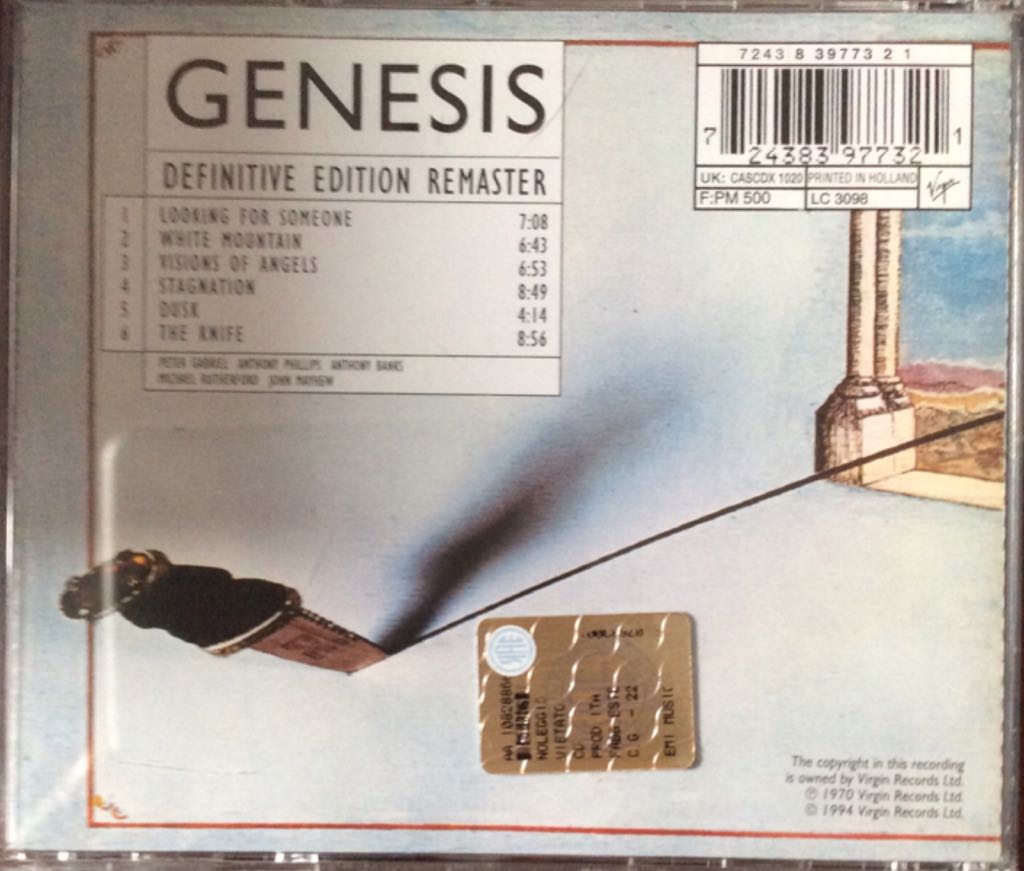 GENESIS
DEFINITIVE EDITION REMASTER
1 LOOKING FOR SOMEONE 7:08
2 WHITE MOUNTAIN 6:43
3 VISIONS OF ANGELS 6:53
4 STAGNATION 8:49
5 DUSK 4:14
6 THE KNIFE 8:56
PETER GABRIEL ANTHONY PHILLIPS ANTHONY BANKS
MICHAEL RUTHERFORD JOHN MAYHEW
7243 8 39773 2 1
7 24383 97732 1
UK: CASCDX 1020 PRINTED IN HOLLAND
F:PM 500 LC 3098 Virgin
NOLEGGIO
VIETATO
CD
PROD ITA
C.G. - 22
EMI MUSIC
The copyright in this recording
is owned by Virgin Records Ltd.
℗ 1970 Virgin Records Ltd.
© 1994 Virgin Records Ltd.